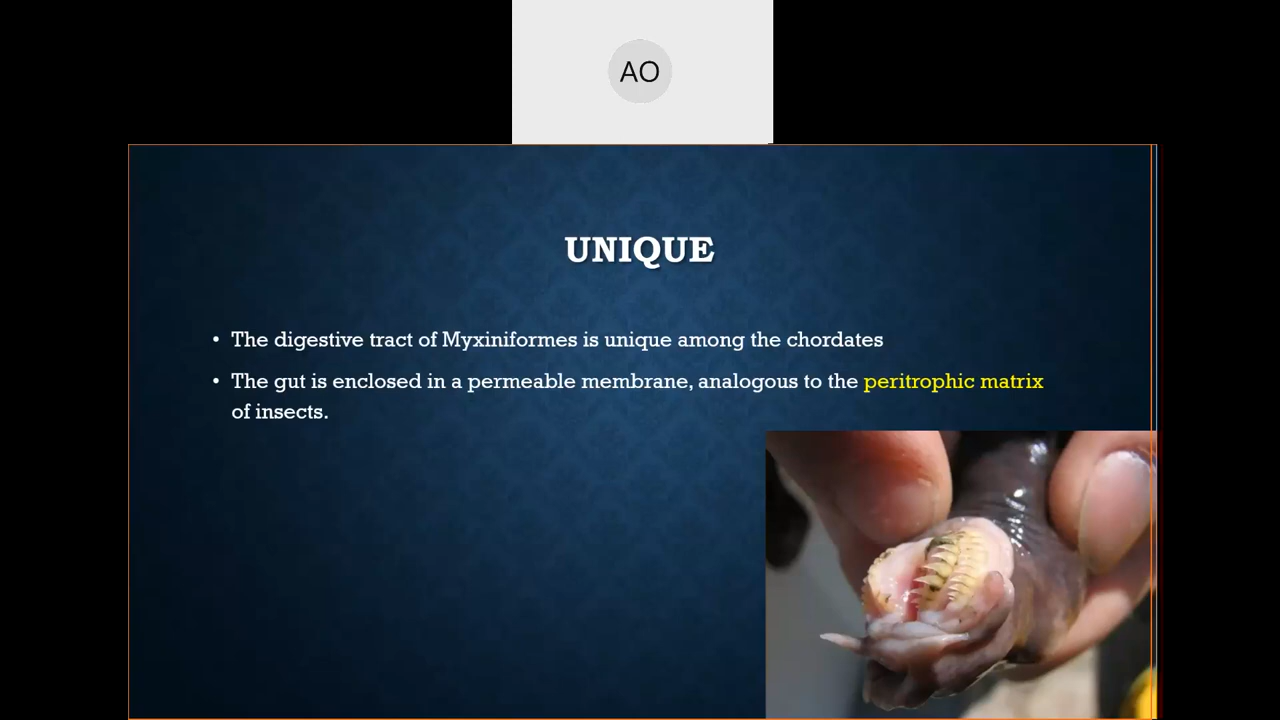 AO
UNIQUE
• The digestive tract of Myxiniformes is unique among the chordates
• The gut is enclosed in a permeable membrane, analogous to the peritrophic matrix
of insects.